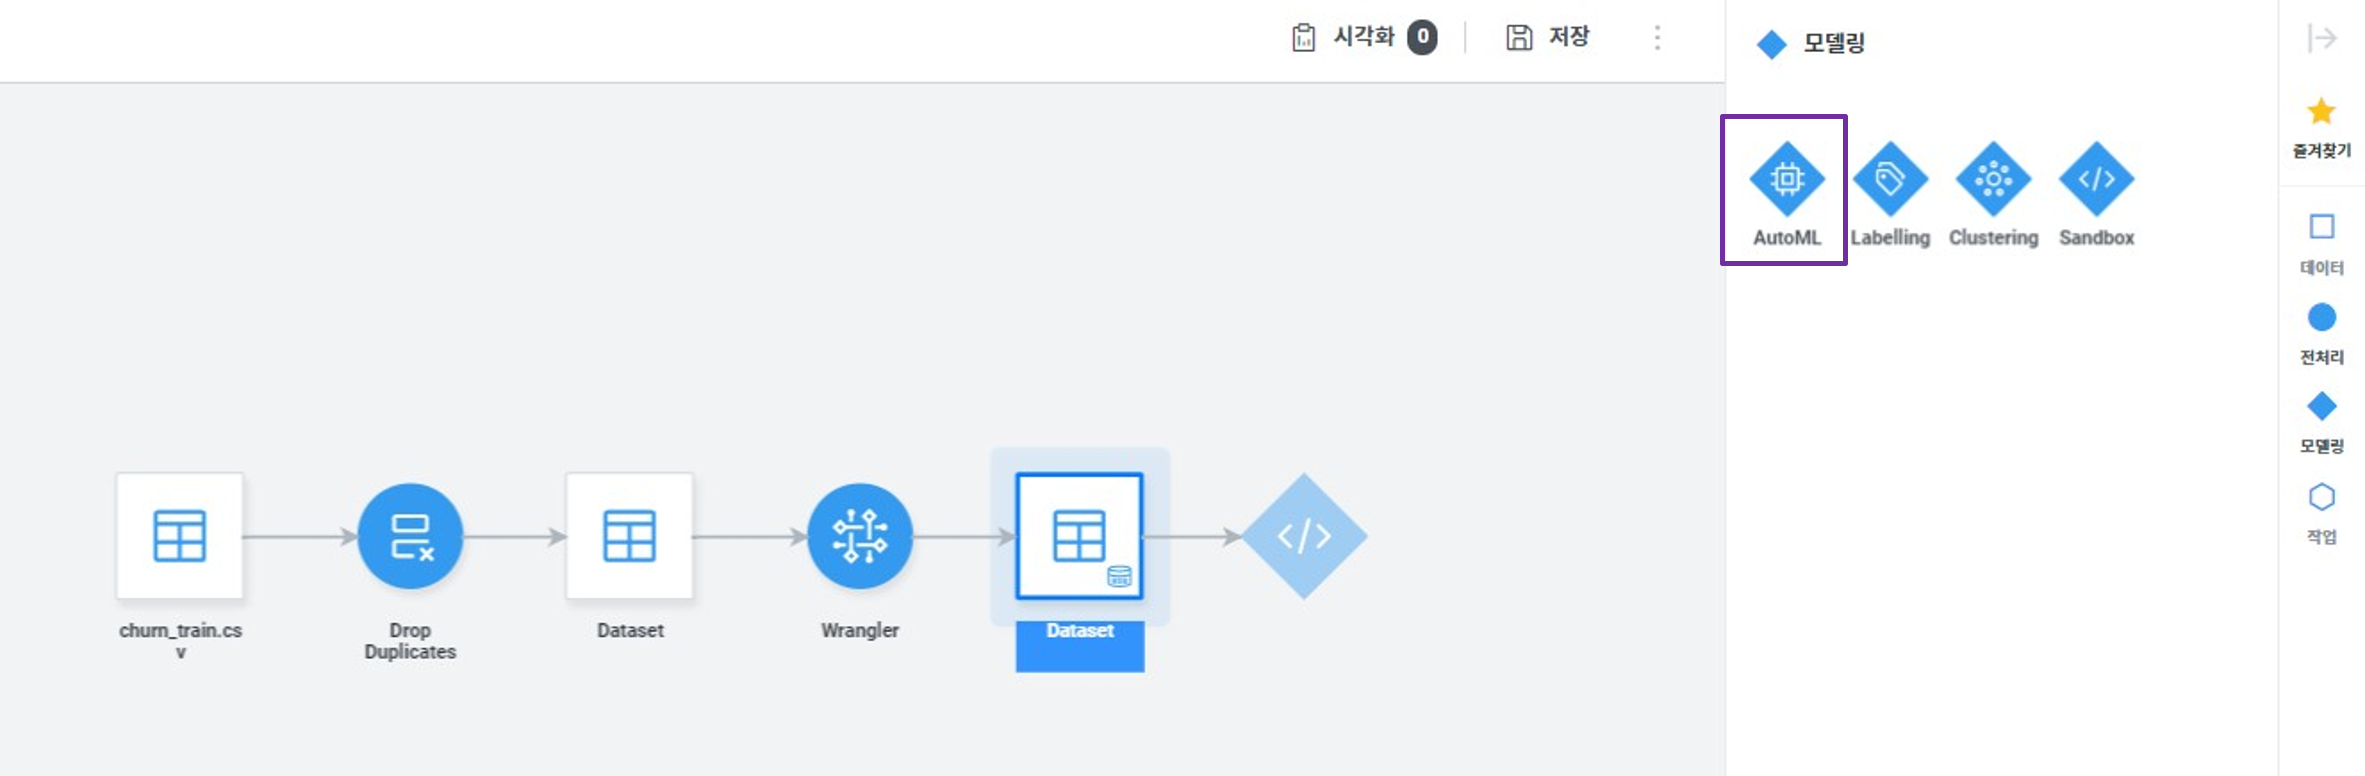 시각화 0
저장
모델링
AutoML
Labelling
Clustering
Sandbox
즐겨찾기
데이터
전처리
모델링
작업
churn_train.cs
v
Drop
Duplicates
Dataset
Wrangler
Dataset